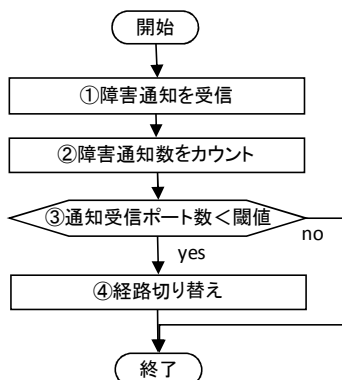 開始
①障害通知を受信
②障害通知数をカウント
③通知受信ポート数<閾値
no
yes
④経路切り替え
終了